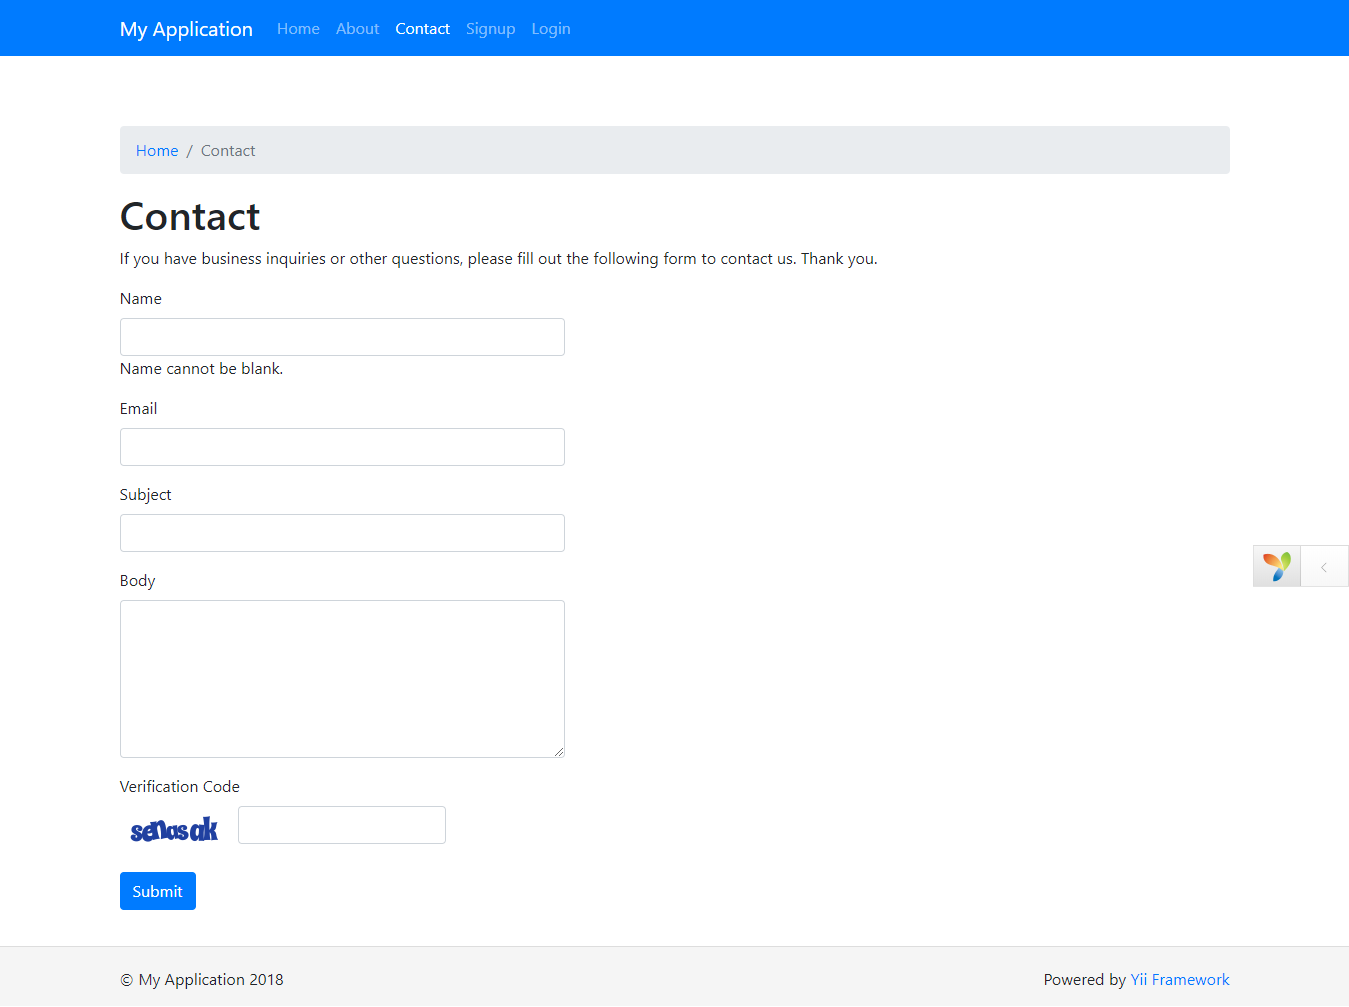 My Application Home About Contact Signup Login
Home / Contact
Contact
If you have business inquiries or other questions, please fill out the following form to contact us. Thank you.
Name
Name cannot be blank.
Email
Subject
Body
Verification Code
senasak
Submit
© My Application 2018 Powered by Yii Framework